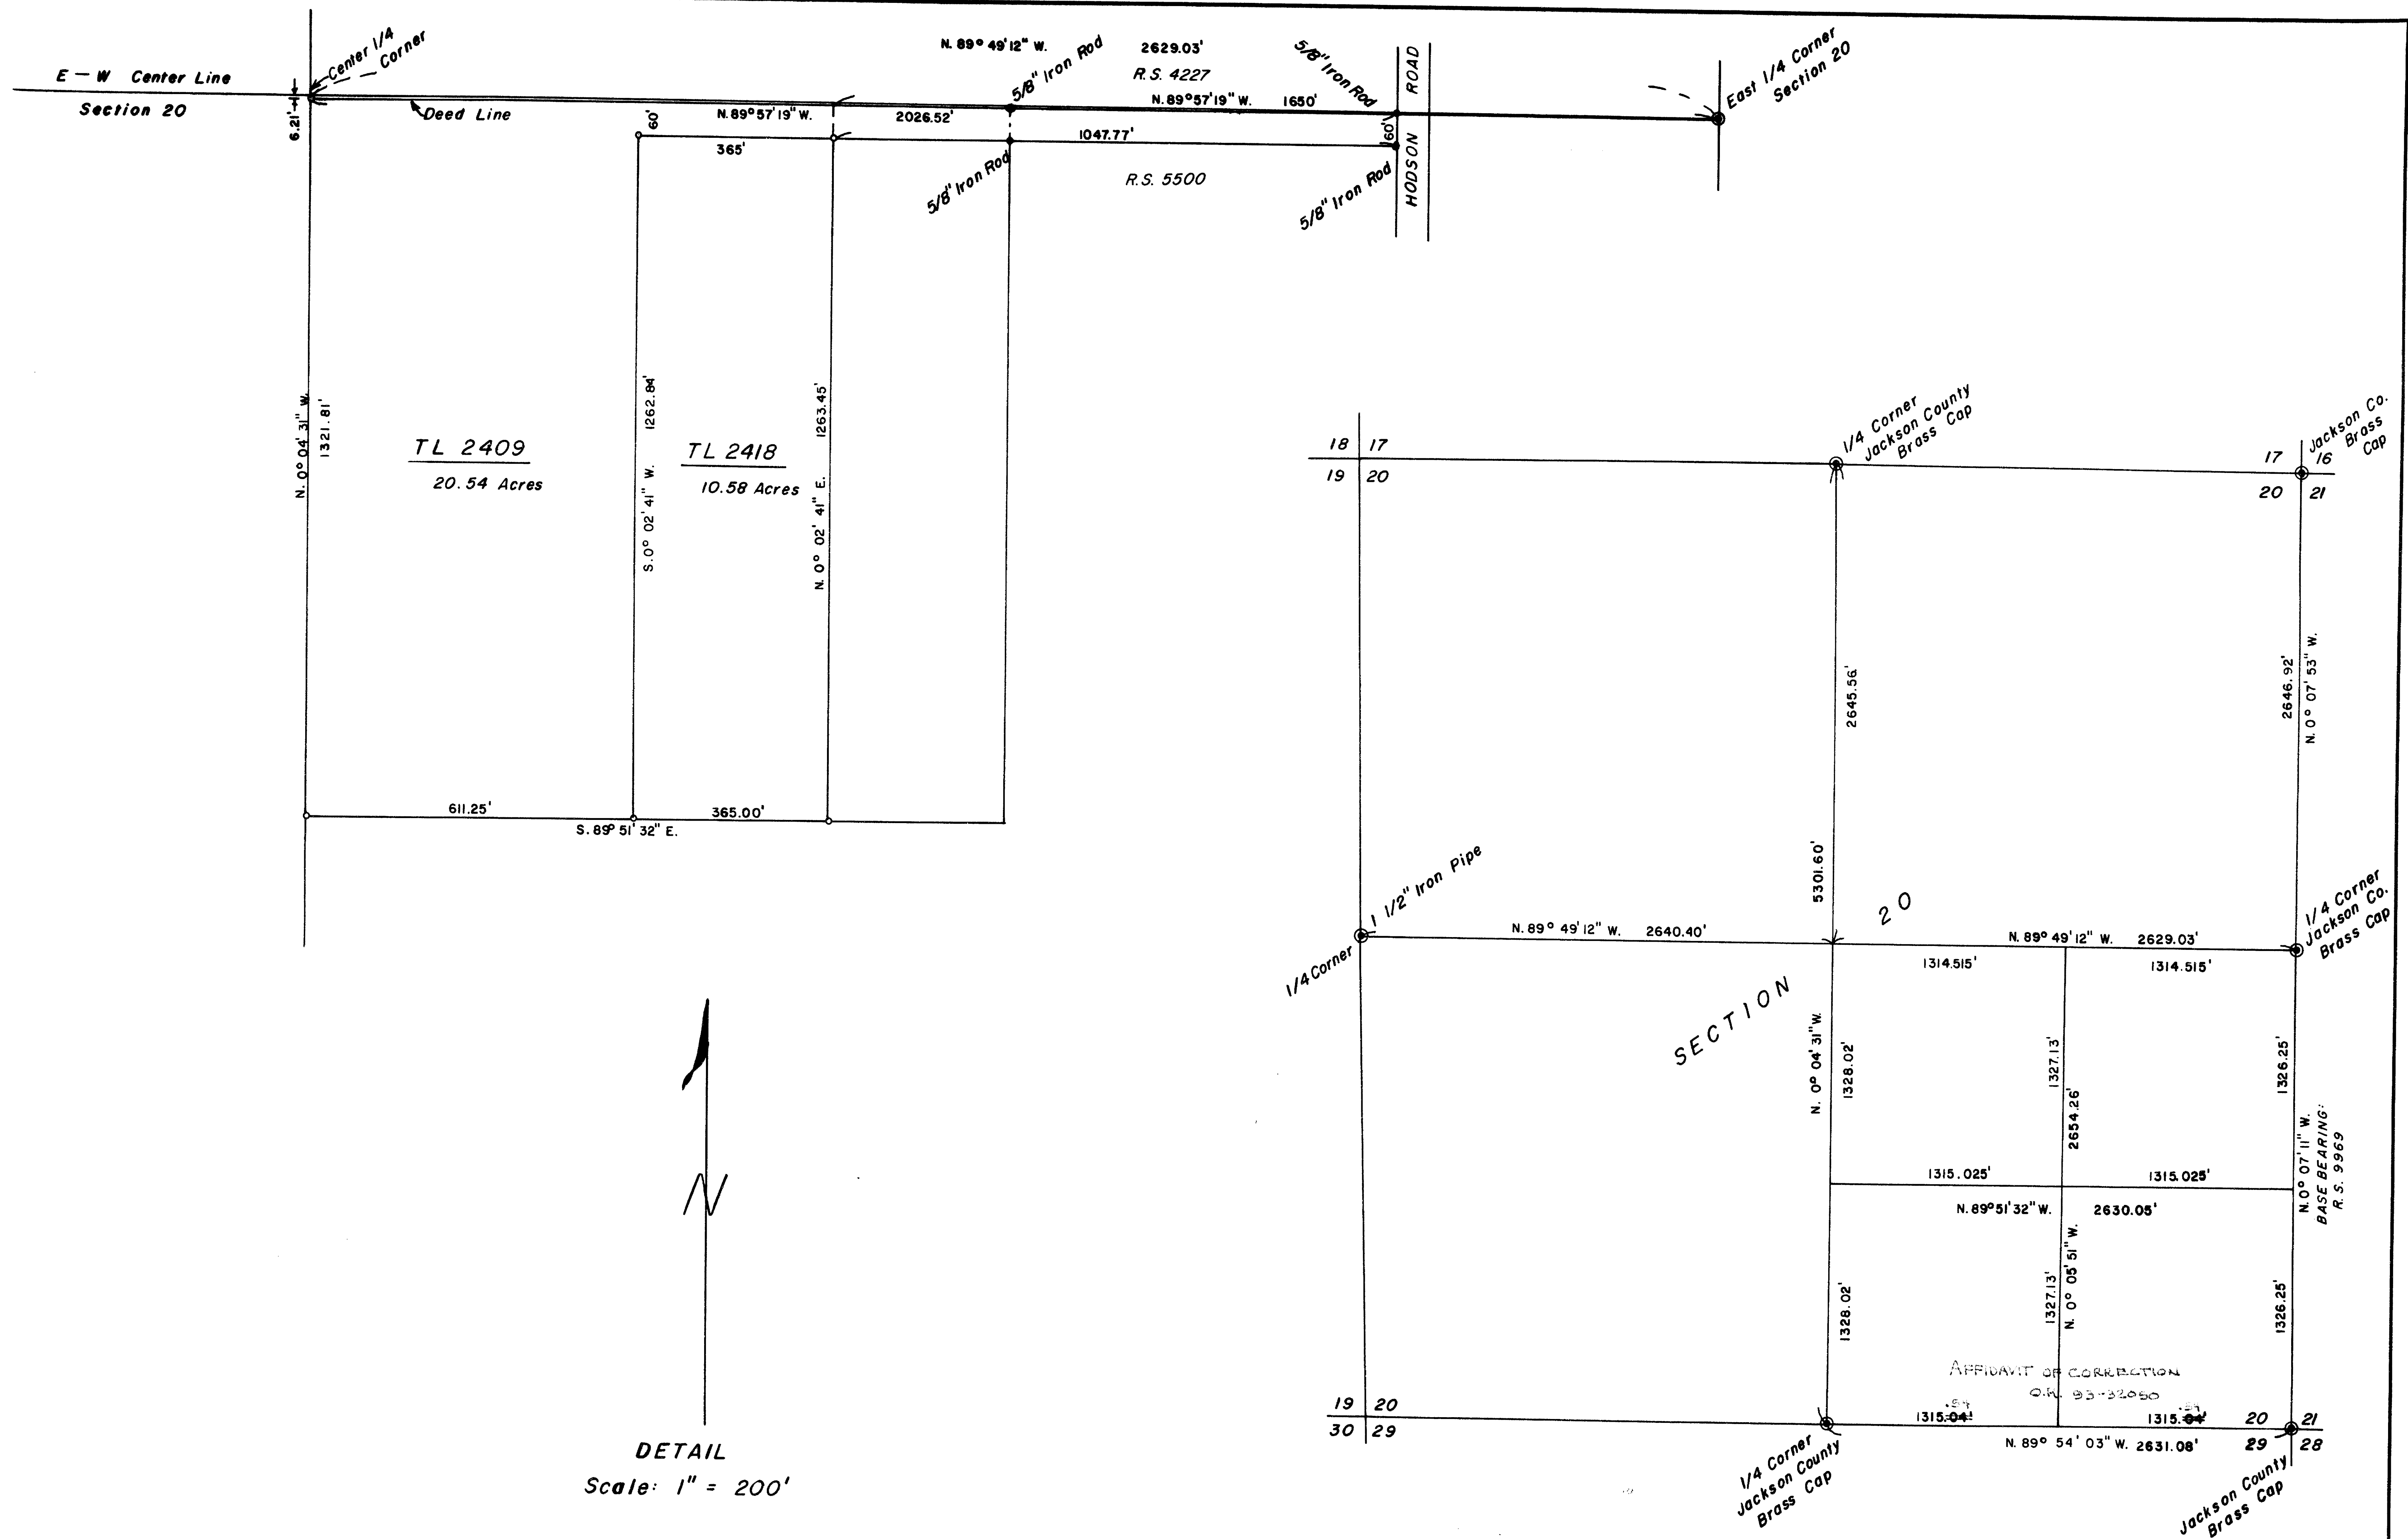 E — W Center Line
Section 20
6.21'
Center 1/4
Corner
Deed Line
N. 89° 49' 12" W. 2629.03'
R.S. 4227
5/8" Iron Rod
5/8" Iron Rod
HODSON ROAD
East 1/4 Corner
Section 20
N. 89° 57' 19" W. 1650'
N. 89° 57' 19" W. 2026.52'
60'
365'
1047.77'
60'
5/8" Iron Rod
R.S. 5500
5/8" Iron Rod
N. 0° 04' 31" W.
1321.81'
TL 2409
20.54 Acres
S. 0° 02' 41" W. 1262.84'
TL 2418
10.58 Acres
N. 0° 02' 41" E. 1263.45'
611.25'
365.00'
S. 89° 51' 32" E.
DETAIL
Scale: 1" = 200'
N
18 17
19 20
1/4 Corner
Jackson County
Brass Cap
17 16
20 21
Jackson Co.
Brass
Cap
2645.56'
5301.60'
2646.92'
N. 0° 07' 53" W.
1 1/2" Iron Pipe
1/4 Corner
N. 89° 49' 12" W. 2640.40'
SECTION 20
N. 89° 49' 12" W. 2629.03'
1314.515'
1314.515'
1/4 Corner
Jackson Co.
Brass Cap
N. 0° 04' 31" W.
1328.02'
1327.13'
2654.26'
1326.25'
N. 0° 07' 11" W.
BASE BEARING:
R.S. 9969
1315.025'
1315.025'
N. 89° 51' 32" W. 2630.05'
1328.02'
1327.13'
N. 0° 05' 51" W.
1326.25'
AFFIDAVIT OF CORRECTION
O.R. 93-32050
.54
1315.04'
.54
1315.04'
19 20
30 29
20 21
29 28
N. 89° 54' 03" W. 2631.08'
1/4 Corner
Jackson County
Brass Cap
Jackson County
Brass Cap